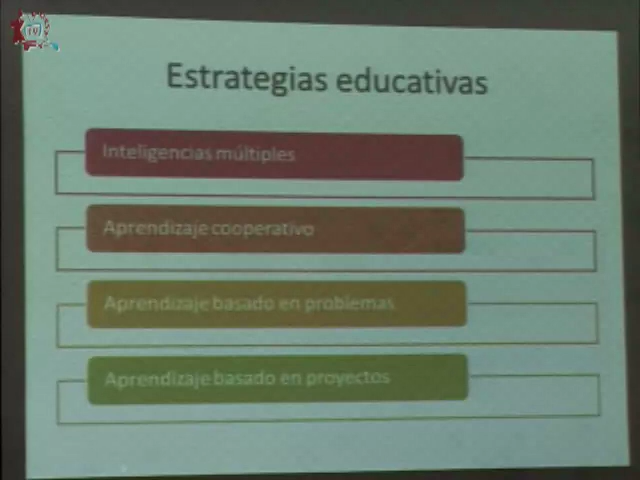 Estrategias educativas
Inteligencias múltiples
Aprendizaje cooperativo
Aprendizaje basado en problemas
Aprendizaje basado en proyectos